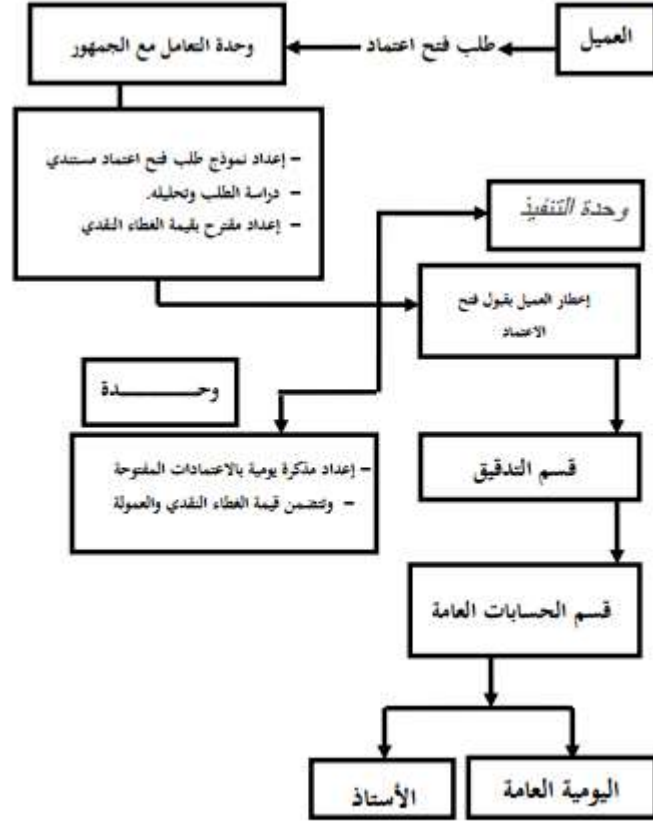 العميل
طلب فتح اعتماد
وحدة التعامل مع الجمهور
– إعداد نموذج طلب فتح اعتماد مستندي
– دراسة الطلب وتحليله.
– إعداد مقترح بقيمة الغطاء النقدي
وحدة التنفيذ
إخطار العميل بقبول فتح
الاعتماد
وحـــــــــدة
– إعداد مذكرة يومية بالاعتمادات المفتوحة
– وتتضمن قيمة الغطاء النقدي والعمولة
قسم التدقيق
قسم الحسابات العامة
اليومية العامة
الأستاذ